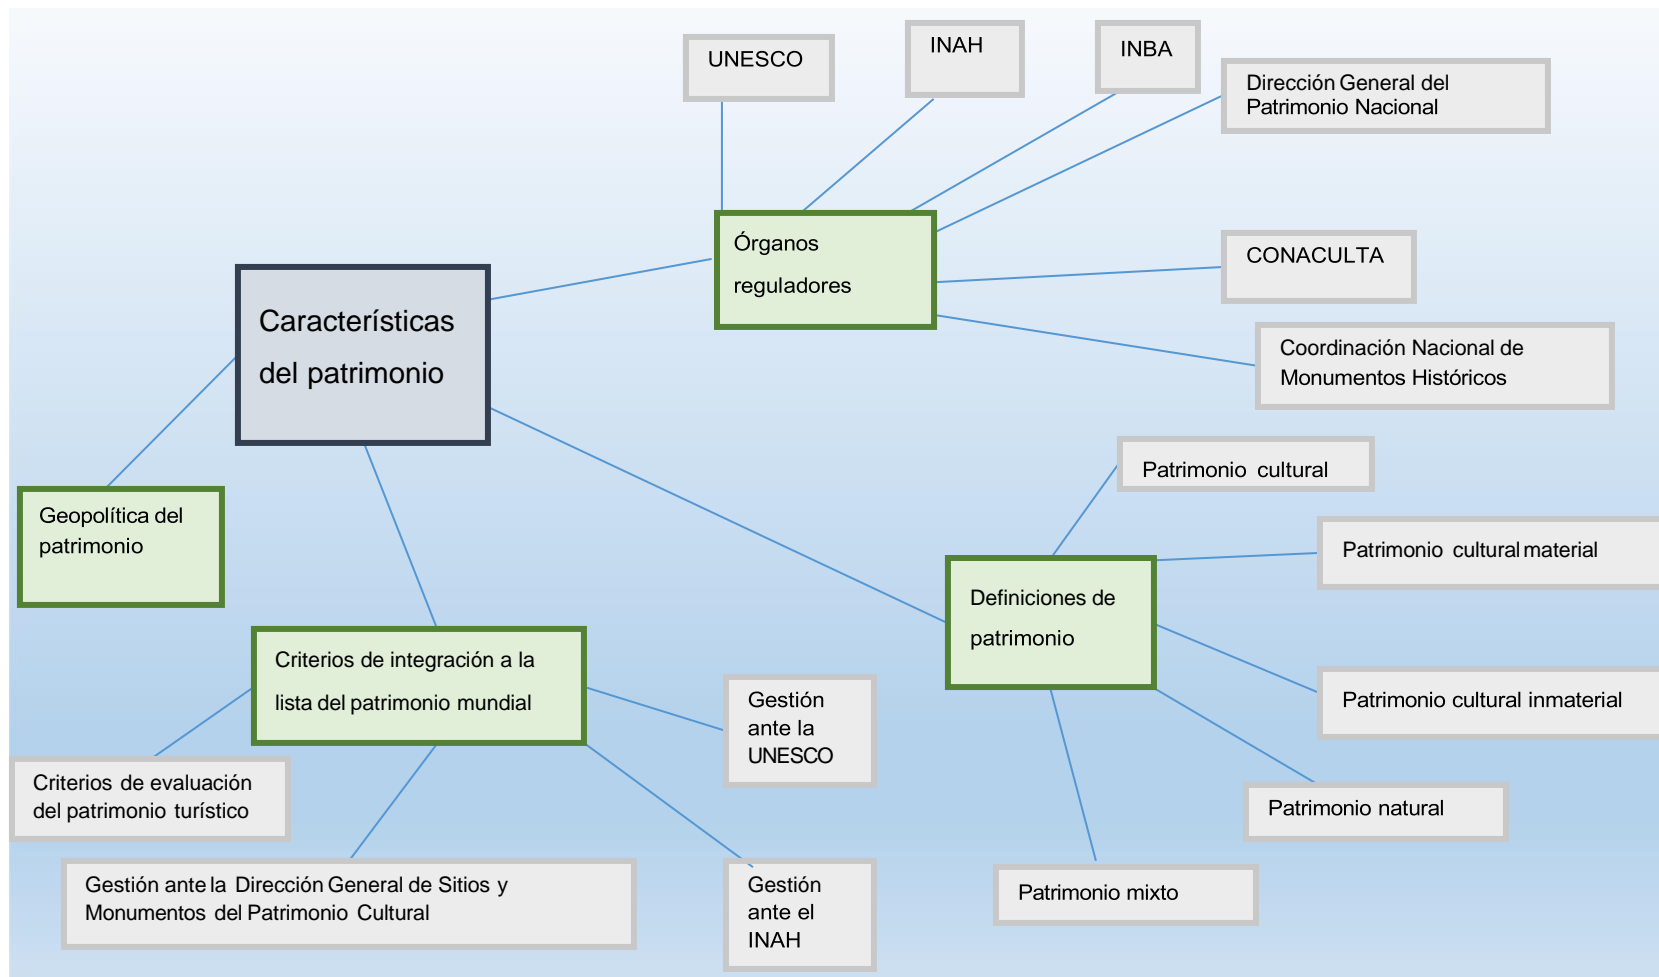 UNESCO
INAH
INBA
Dirección General del
Patrimonio Nacional
Órganos
reguladores
CONACULTA
Características
del patrimonio
Coordinación Nacional de
Monumentos Históricos
Patrimonio cultural
Geopolítica del
patrimonio
Patrimonio cultural material
Definiciones de
patrimonio
Criterios de integración a la
lista del patrimonio mundial
Gestión
ante la
UNESCO
Patrimonio cultural inmaterial
Criterios de evaluación
del patrimonio turístico
Patrimonio natural
Gestión ante la Dirección General de Sitios y
Monumentos del Patrimonio Cultural
Gestión
ante el
INAH
Patrimonio mixto